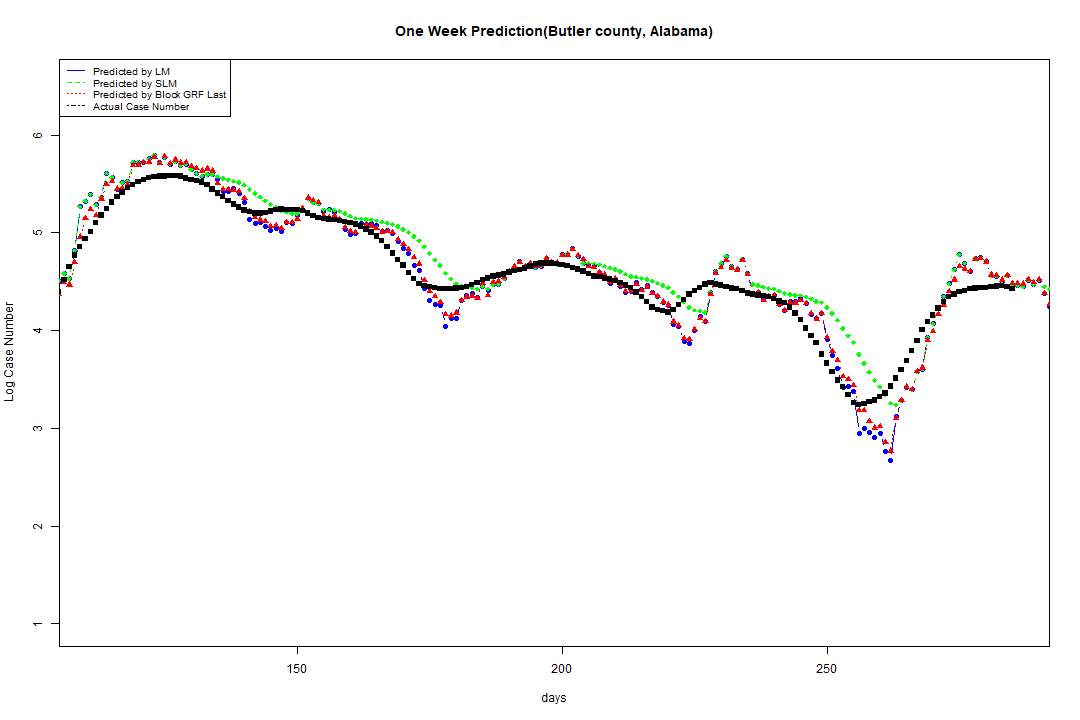 One Week Prediction(Butler county, Alabama)
Predicted by LM
Predicted by SLM
Predicted by Block GRF Last
Actual Case Number
Log Case Number
6
5
4
3
2
1
150
200
250
days